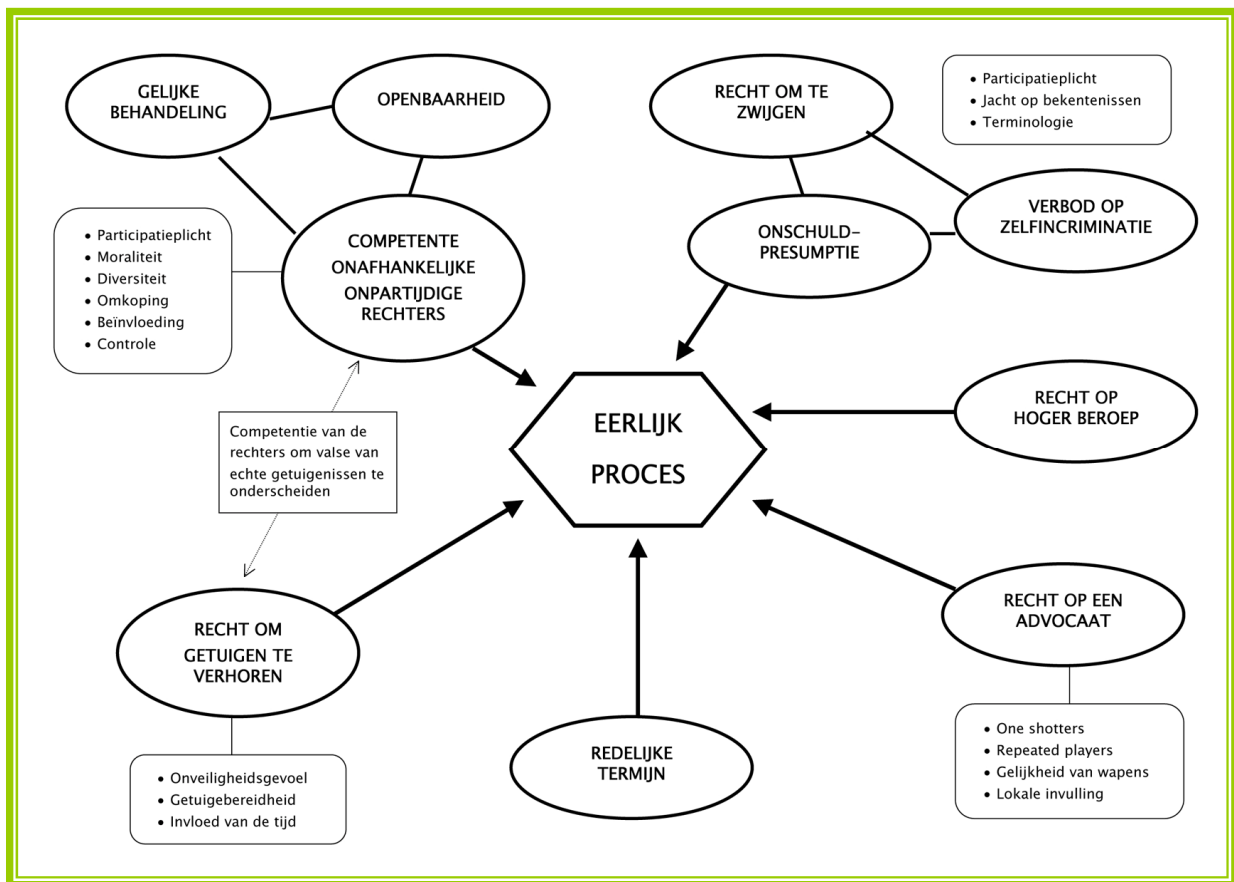 GELIJKE
BEHANDELING
OPENBAARHEID
RECHT OM TE
ZWIJGEN
• Participatieplicht
• Jacht op bekentenissen
• Terminologie
• Participatieplicht
• Moraliteit
• Diversiteit
• Omkoping
• Beïnvloeding
• Controle
COMPETENTE
ONAFHANKELIJKE
ONPARTIJDIGE
RECHTERS
ONSCHULD-
PRESUMPTIE
VERBOD OP
ZELFINCRIMINATIE
Competentie van de
rechters om valse van
echte getuigenissen te
onderscheiden
EERLIJK
PROCES
RECHT OP
HOGER BEROEP
RECHT OM
GETUIGEN TE
VERHOREN
RECHT OP EEN
ADVOCAAT
• Onveiligheidsgevoel
• Getuigebereidheid
• Invloed van de tijd
REDELIJKE
TERMIJN
• One shotters
• Repeated players
• Gelijkheid van wapens
• Lokale invulling